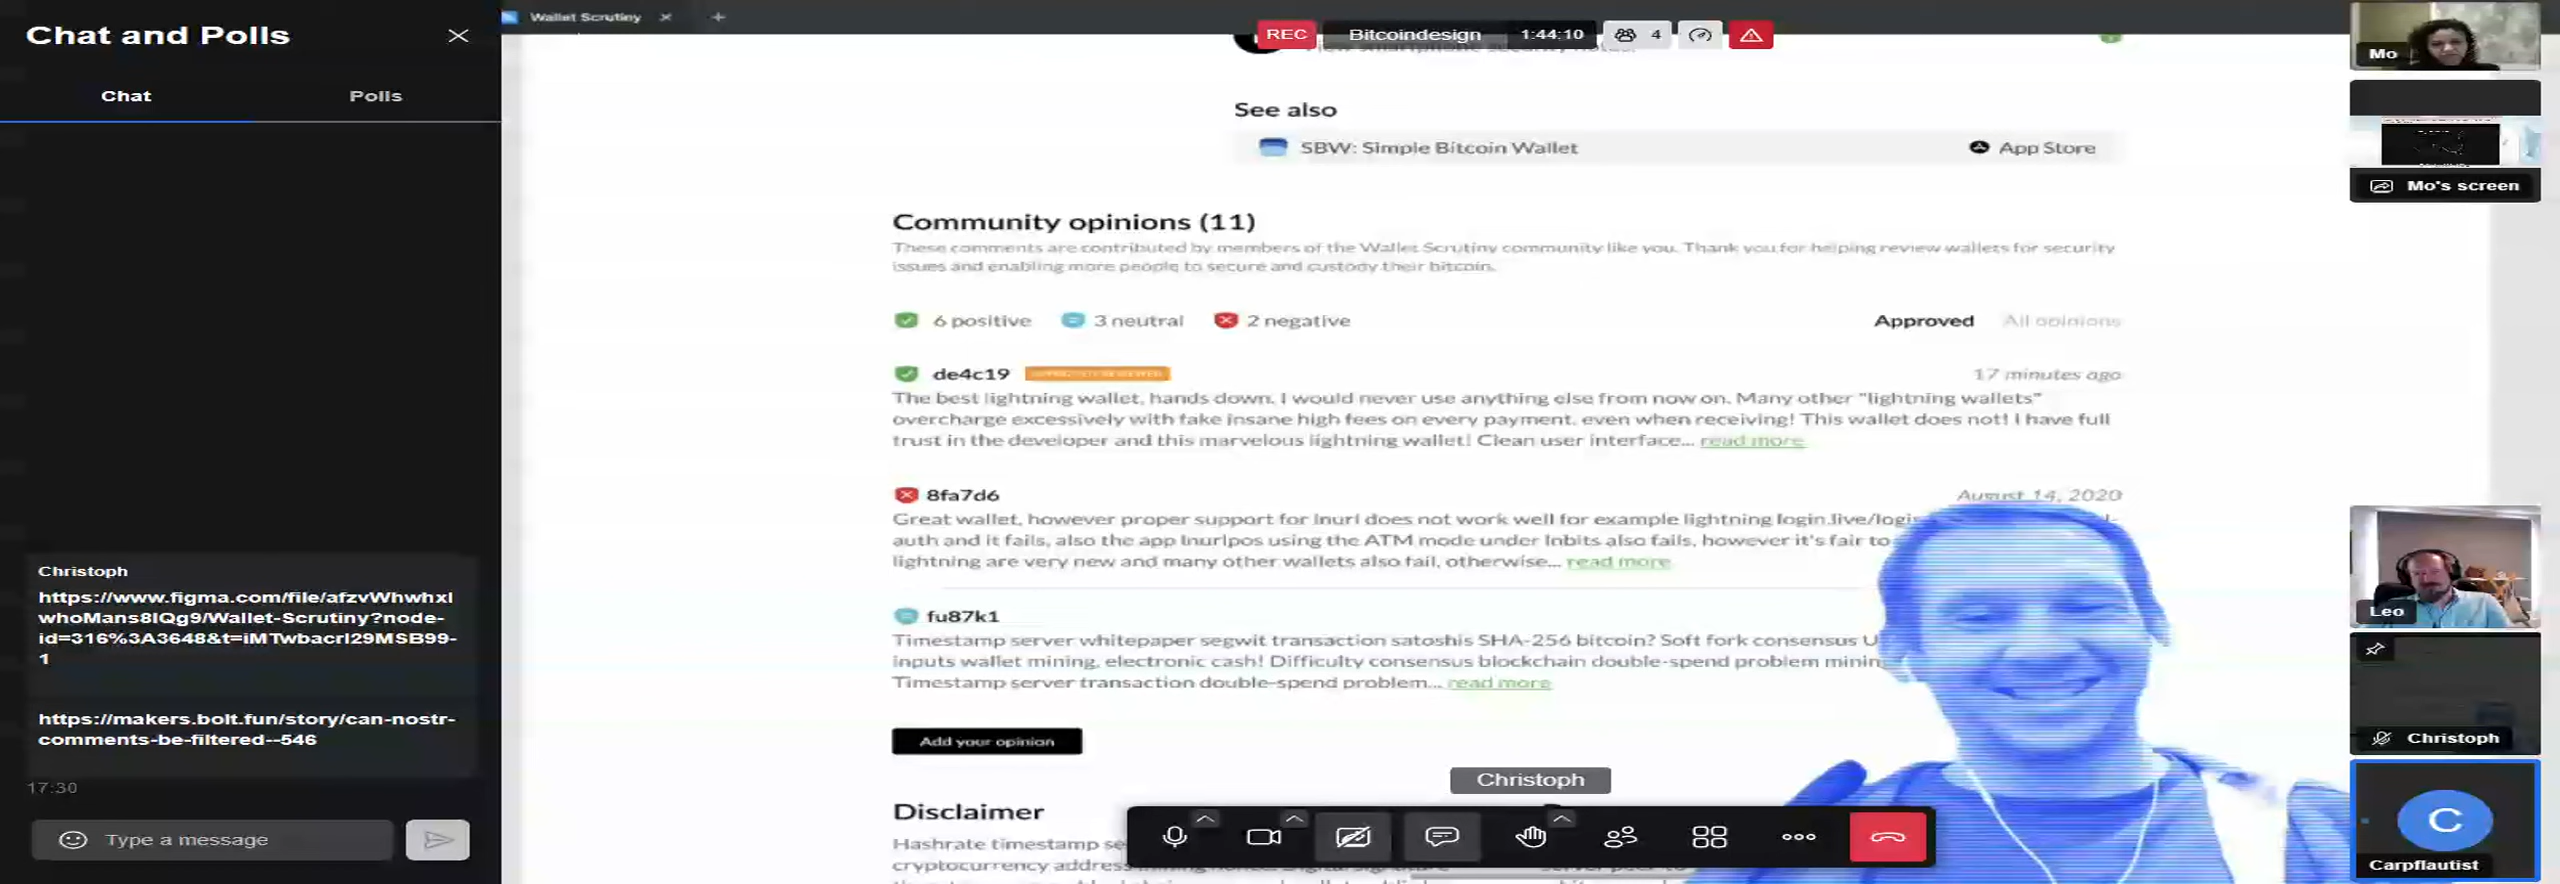 Chat and Polls
Chat
Polls
Christoph
https://www.figma.com/file/afzvWhwhxl
whoMans8IQg9/Wallet-Scrutiny?node-
id=316%3A3648&t=iMTwbacrl29MSB99-
1
https://makers.bolt.fun/story/can-nostr-
comments-be-filtered--546
17:30
Type a message
Wallet Scrutiny
REC
Bitcoindesign
1:44:10
4
See also
SBW: Simple Bitcoin Wallet
App Store
Community opinions (11)
These comments are contributed by members of the Wallet Scrutiny community like you. Thank you for helping review wallets for security
issues and enabling more people to secure and custody their bitcoin.
6 positive
3 neutral
2 negative
Approved
All opinions
de4c19
17 minutes ago
The best lightning wallet, hands down. I would never use anything else from now on. Many other "lightning wallets"
overcharge excessively with fake insane high fees on every payment, even when receiving! This wallet does not! I have full
trust in the developer and this marvelous lightning wallet! Clean user interface... read more
8fa7d6
August 14, 2020
Great wallet, however proper support for lnurl does not work well for example lightning login.live/logi
auth and it fails, also the app lnurlpos using the ATM mode under lnbits also fails, however it's fair to
lightning are very new and many other wallets also fail, otherwise... read more
fu87k1
Timestamp server whitepaper segwit transaction satoshis SHA-256 bitcoin? Soft fork consensus U
inputs wallet mining, electronic cash! Difficulty consensus blockchain double-spend problem minin
Timestamp server transaction double-spend problem... read more
Add your opinion
Christoph
Disclaimer
Hashrate timestamp se
cryptocurrency address
Mo
Mo's screen
Leo
Christoph
C
Carpflautist